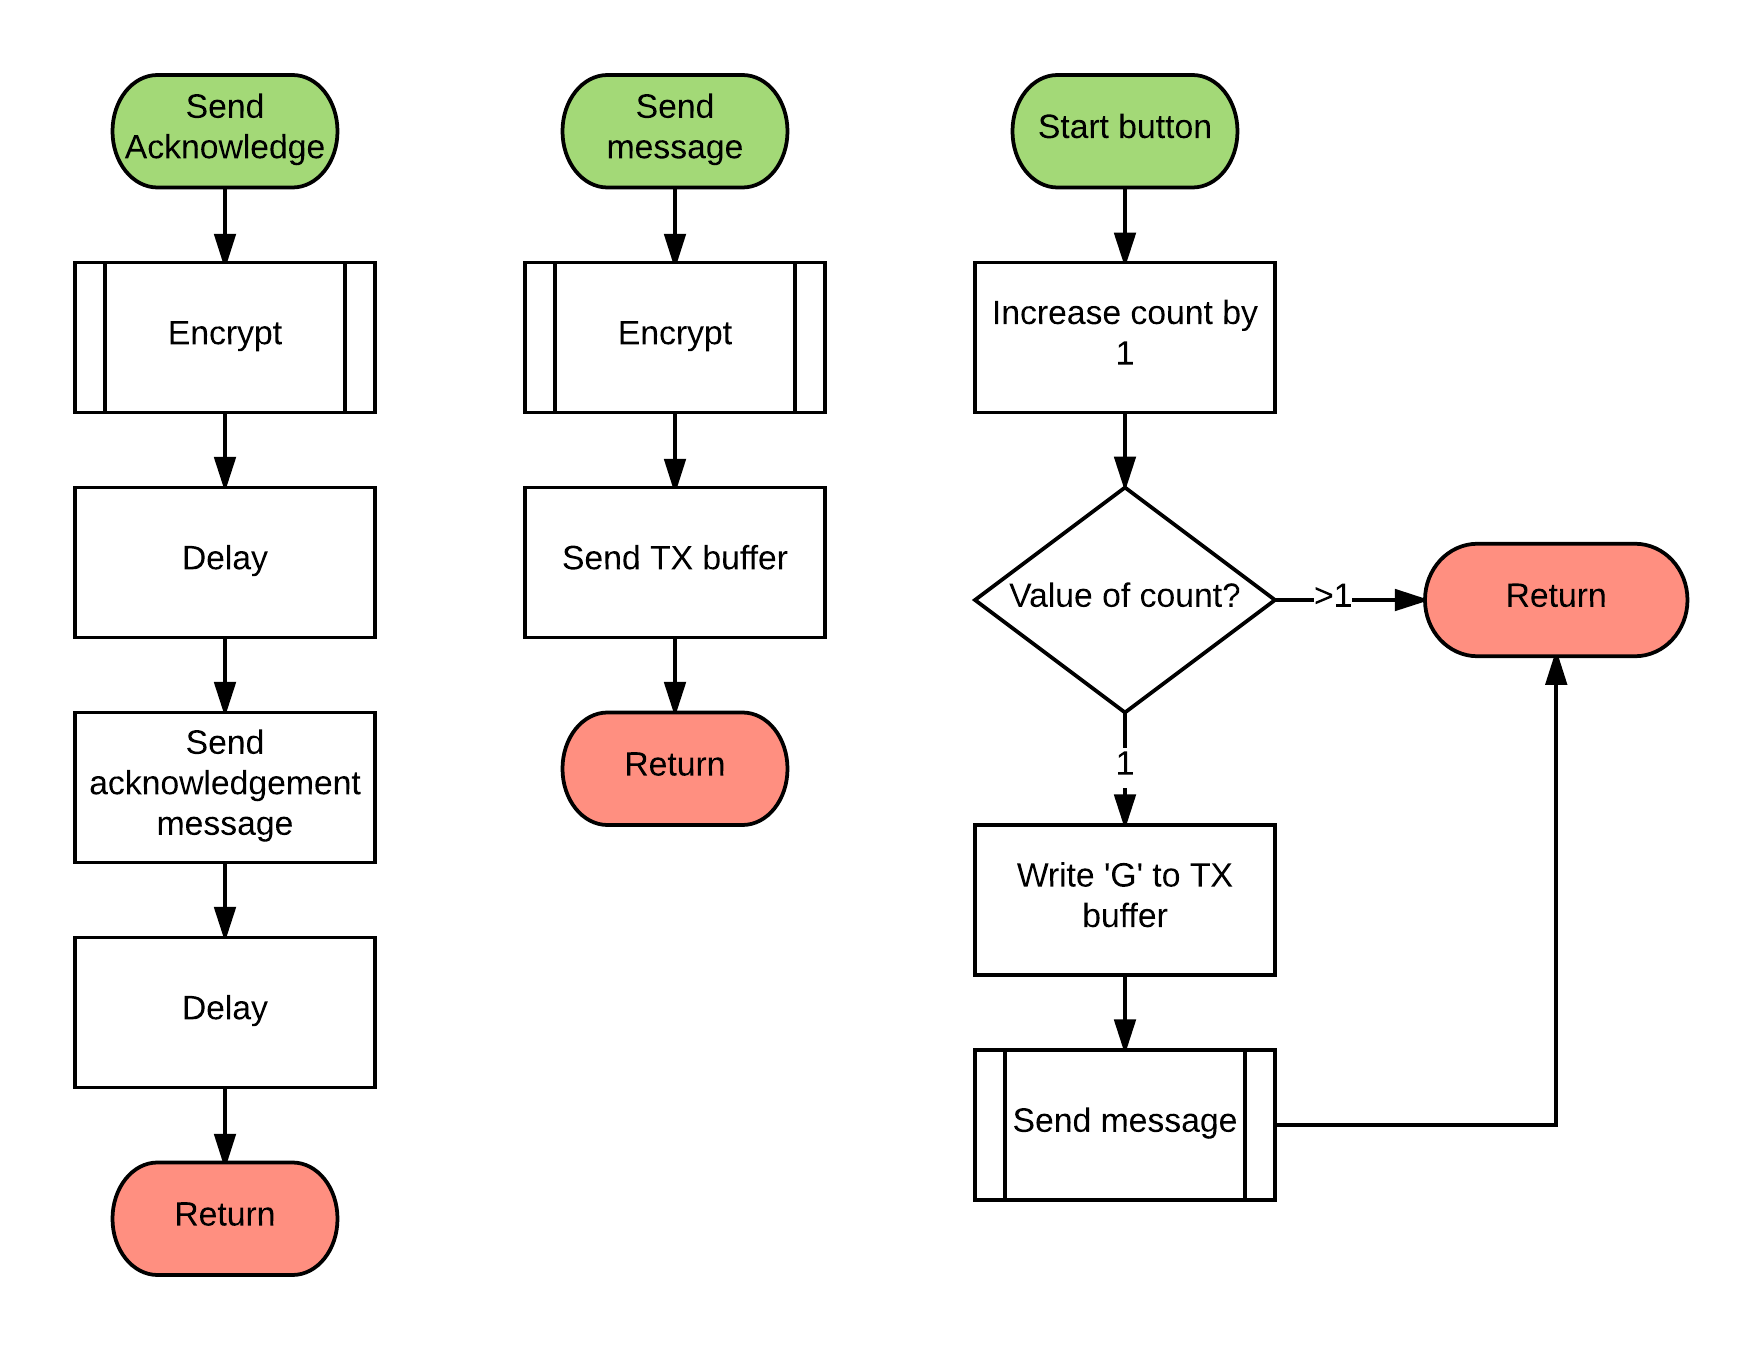 Send
Acknowledge
Encrypt
Delay
Send
acknowledgement
message
Delay
Return
Send
message
Encrypt
Send TX buffer
Return
Start button
Increase count by
1
Value of count?
>1
Return
1
Write 'G' to TX
buffer
Send message